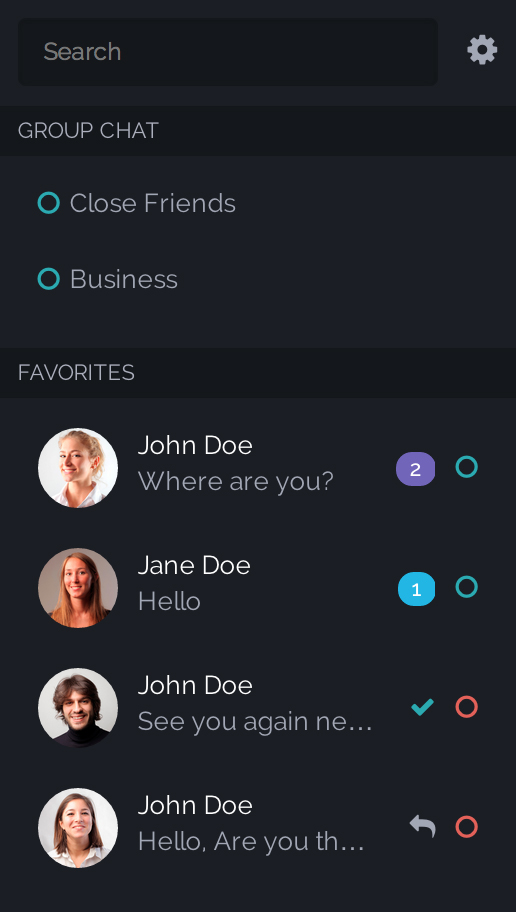 Search
GROUP CHAT
Close Friends
Business
FAVORITES
John Doe
Where are you?
2
Jane Doe
Hello
1
John Doe
See you again ne...
John Doe
Hello, Are you th...